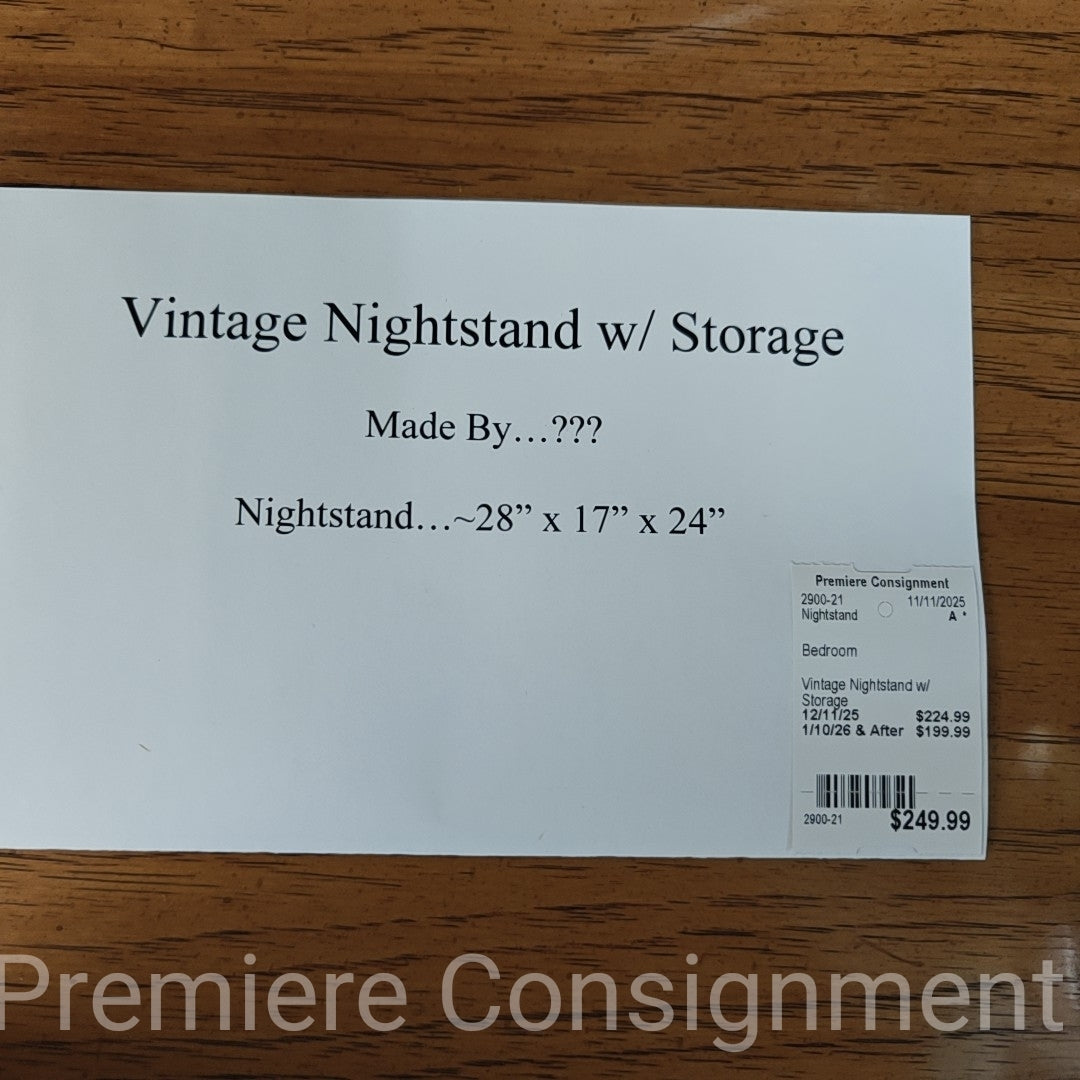 Vintage Nightstand w/ Storage
Made By…???
Nightstand…~28” x 17” x 24”
Premiere Consignment
2900-21 11/11/2025
Nightstand A *
Bedroom
Vintage Nightstand w/
Storage
12/11/25 $224.99
1/10/26 & After $199.99
2900-21 $249.99
Premiere Consignment